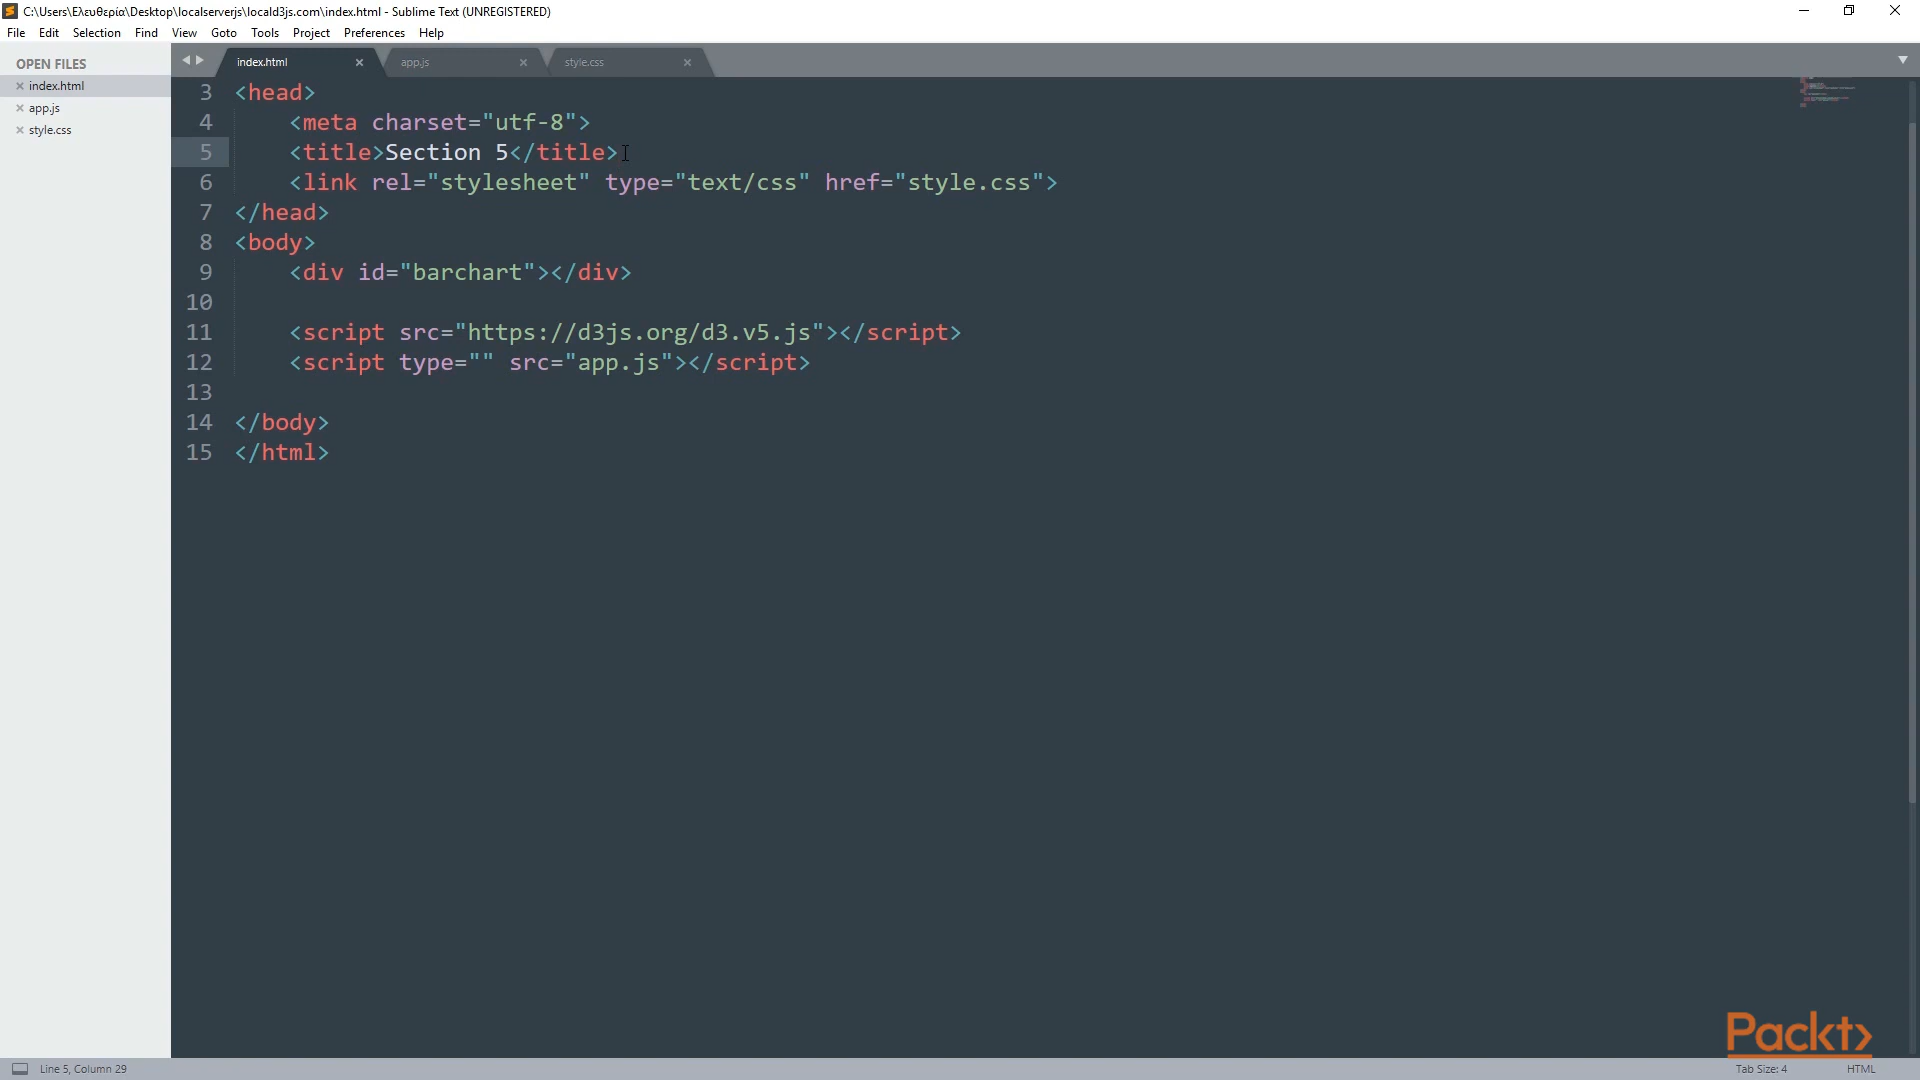 C:\Users\Ελευθερία\Desktop\localserverjs\locald3js.com\index.html - Sublime Text (UNREGISTERED)
File Edit Selection Find View Goto Tools Project Preferences Help
OPEN FILES
index.html
app.js
style.css
index.html app.js style.css
3 <head>
4 <meta charset="utf-8">
5 <title>Section 5</title>
6 <link rel="stylesheet" type="text/css" href="style.css">
7 </head>
8 <body>
9 <div id="barchart"></div>
10
11 <script src="https://d3js.org/d3.v5.js"></script>
12 <script type="" src="app.js"></script>
13
14 </body>
15 </html>
Packt>
Line 5, Column 29
Tab Size: 4 HTML